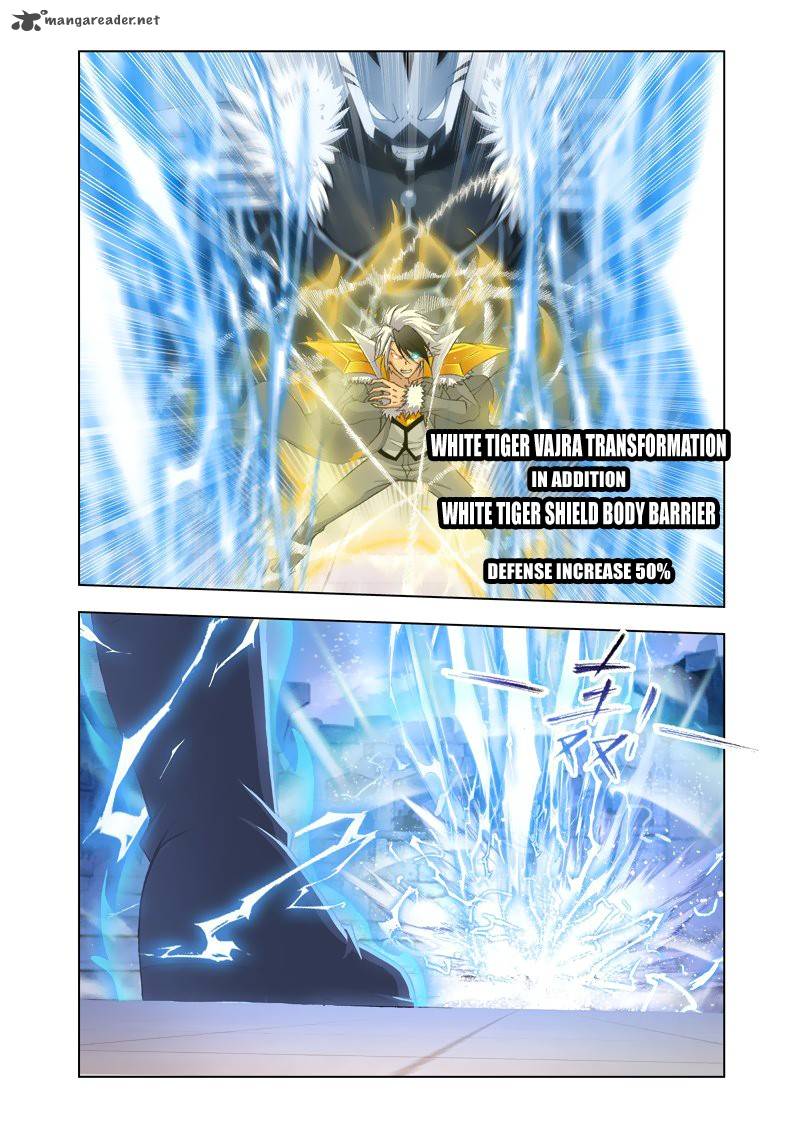 mangareader.net
WHITE TIGER VAJRA TRANSFORMATION
IN ADDITION
WHITE TIGER SHIELD BODY BARRIER
DEFENSE INCREASE 50%